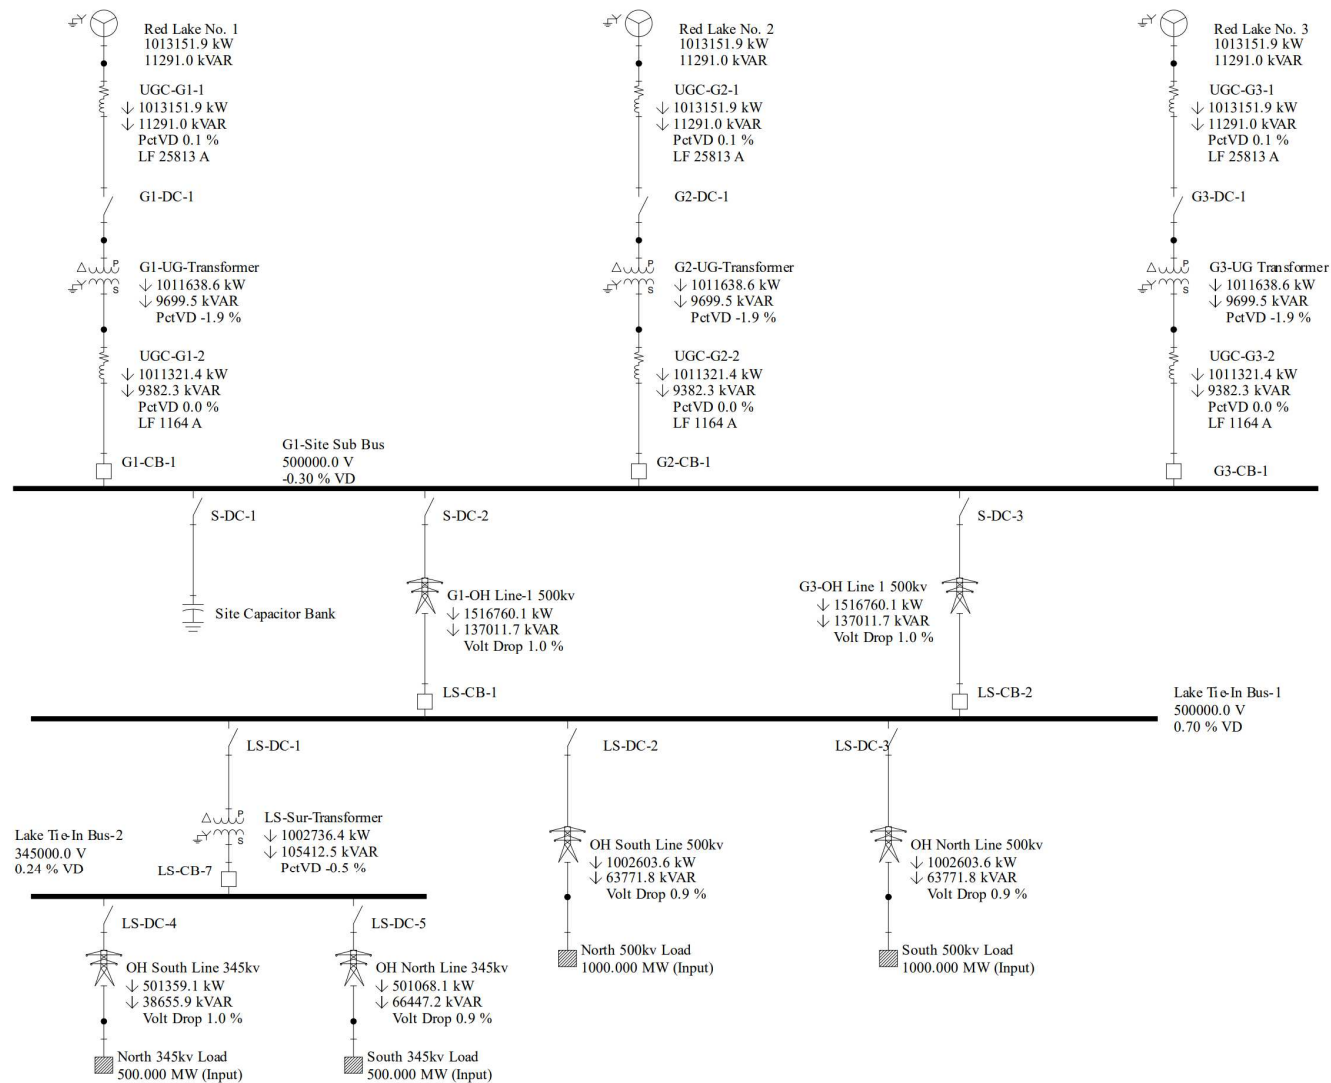 Red Lake No. 1
1013151.9 kW
11291.0 kVAR
Red Lake No. 2
1013151.9 kW
11291.0 kVAR
Red Lake No. 3
1013151.9 kW
11291.0 kVAR
UGC-G1-1
1013151.9 kW
11291.0 kVAR
PctVD 0.1 %
LF 25813 A
UGC-G2-1
1013151.9 kW
11291.0 kVAR
PctVD 0.1 %
LF 25813 A
UGC-G3-1
1013151.9 kW
11291.0 kVAR
PctVD 0.1 %
LF 25813 A
G1-DC-1
G2-DC-1
G3-DC-1
P
S
G1-UG-Transformer
1011638.6 kW
9699.5 kVAR
PctVD -1.9 %
P
S
G2-UG-Transformer
1011638.6 kW
9699.5 kVAR
PctVD -1.9 %
P
S
G3-UG Transformer
1011638.6 kW
9699.5 kVAR
PctVD -1.9 %
UGC-G1-2
1011321.4 kW
9382.3 kVAR
PctVD 0.0 %
LF 1164 A
UGC-G2-2
1011321.4 kW
9382.3 kVAR
PctVD 0.0 %
LF 1164 A
UGC-G3-2
1011321.4 kW
9382.3 kVAR
PctVD 0.0 %
LF 1164 A
G1-CB-1
G1-Site Sub Bus
500000.0 V
-0.30 % VD
G2-CB-1
G3-CB-1
S-DC-1
S-DC-2
S-DC-3
Site Capacitor Bank
G1-OH Line-1 500kv
1516760.1 kW
137011.7 kVAR
Volt Drop 1.0 %
G3-OH Line 1 500kv
1516760.1 kW
137011.7 kVAR
Volt Drop 1.0 %
LS-CB-1
LS-CB-2
Lake Tie-In Bus-1
500000.0 V
0.70 % VD
LS-DC-1
LS-DC-2
LS-DC-3
Lake Tie-In Bus-2
345000.0 V
0.24 % VD
P
S
LS-Sur-Transformer
1002736.4 kW
105412.5 kVAR
PctVD -0.5 %
LS-CB-7
OH South Line 500kv
1002603.6 kW
63771.8 kVAR
Volt Drop 0.9 %
OH North Line 500kv
1002603.6 kW
63771.8 kVAR
Volt Drop 0.9 %
LS-DC-4
LS-DC-5
OH South Line 345kv
501359.1 kW
38655.9 kVAR
Volt Drop 1.0 %
OH North Line 345kv
501068.1 kW
66447.2 kVAR
Volt Drop 0.9 %
North 500kv Load
1000.000 MW (Input)
South 500kv Load
1000.000 MW (Input)
North 345kv Load
500.000 MW (Input)
South 345kv Load
500.000 MW (Input)